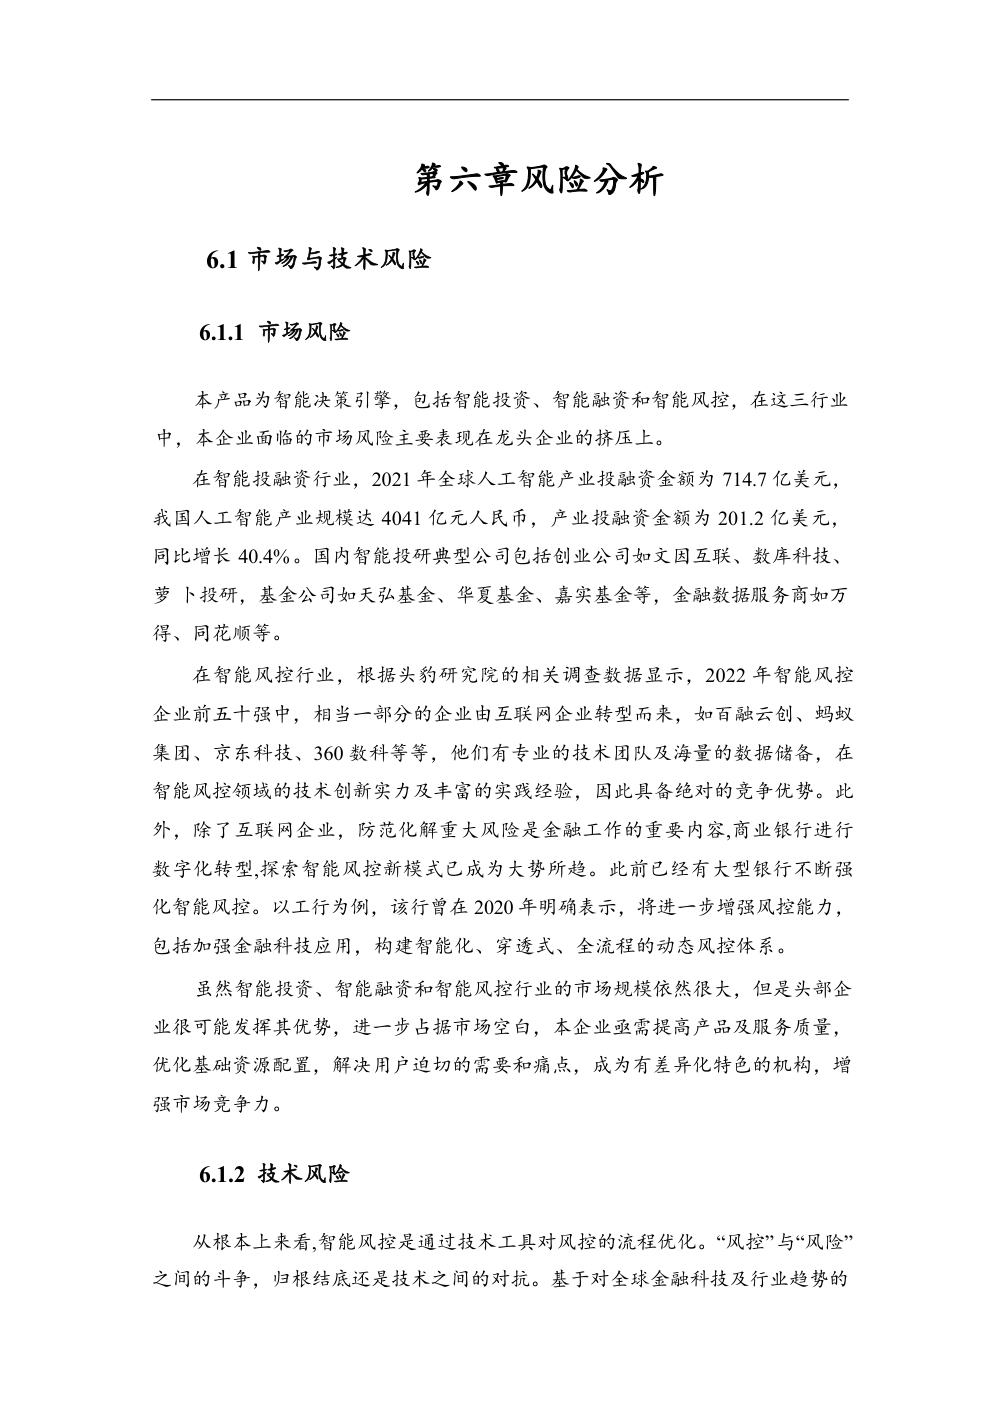 第六章风险分析
6.1 市场与技术风险
6.1.1 市场风险
本产品为智能决策引擎，包括智能投资、智能融资和智能风控，在这三行业
中，本企业面临的市场风险主要表现在龙头企业的挤压上。
在智能投融资行业，2021 年全球人工智能产业投融资金额为 714.7 亿美元，
我国人工智能产业规模达 4041 亿元人民币，产业投融资金额为 201.2 亿美元，
同比增长 40.4%。国内智能投研典型公司包括创业公司如文因互联、数库科技、
萝 卜投研，基金公司如天弘基金、华夏基金、嘉实基金等，金融数据服务商如万
得、同花顺等。
在智能风控行业，根据头豹研究院的相关调查数据显示，2022 年智能风控
企业前五十强中，相当一部分的企业由互联网企业转型而来，如百融云创、蚂蚁
集团、京东科技、360 数科等等，他们有专业的技术团队及海量的数据储备，在
智能风控领域的技术创新实力及丰富的实践经验，因此具备绝对的竞争优势。此
外，除了互联网企业，防范化解重大风险是金融工作的重要内容,商业银行进行
数字化转型,探索智能风控新模式已成为大势所趋。此前已经有大型银行不断强
化智能风控。以工行为例，该行曾在 2020 年明确表示，将进一步增强风控能力，
包括加强金融科技应用，构建智能化、穿透式、全流程的动态风控体系。
虽然智能投资、智能融资和智能风控行业的市场规模依然很大，但是头部企
业很可能发挥其优势，进一步占据市场空白，本企业亟需提高产品及服务质量，
优化基础资源配置，解决用户迫切的需要和痛点，成为有差异化特色的机构，增
强市场竞争力。
6.1.2 技术风险
从根本上来看,智能风控是通过技术工具对风控的流程优化。“风控”与“风险”
之间的斗争，归根结底还是技术之间的对抗。基于对全球金融科技及行业趋势的